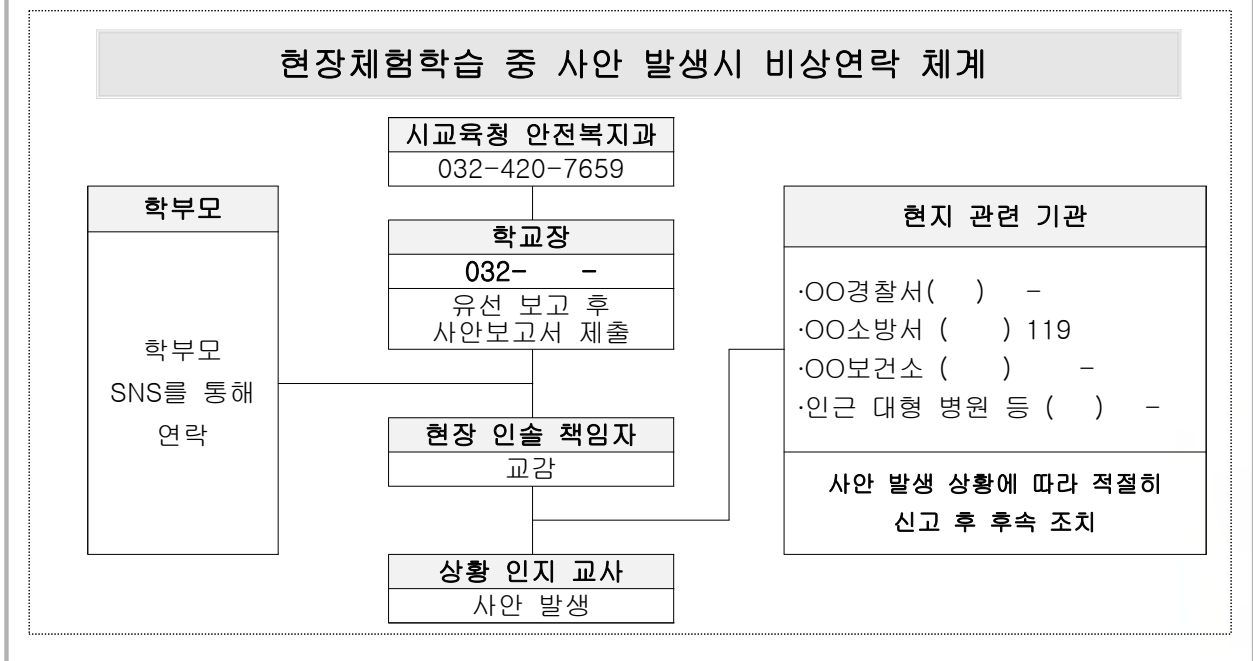 현장체험학습 중 사안 발생시 비상연락 체계
시교육청 안전복지과
032-420-7659
학부모
학부모
SNS를 통해
연락
학교장
032-    -
유선 보고 후
사안보고서 제출
현장 인솔 책임자
교감
상황 인지 교사
사안 발생
현지 관련 기관
·OO경찰서(   )   -
·OO소방서 (    ) 119
·OO보건소 (    )     -
·인근 대형 병원 등 (   )   -
사안 발생 상황에 따라 적절히
신고 후 후속 조치